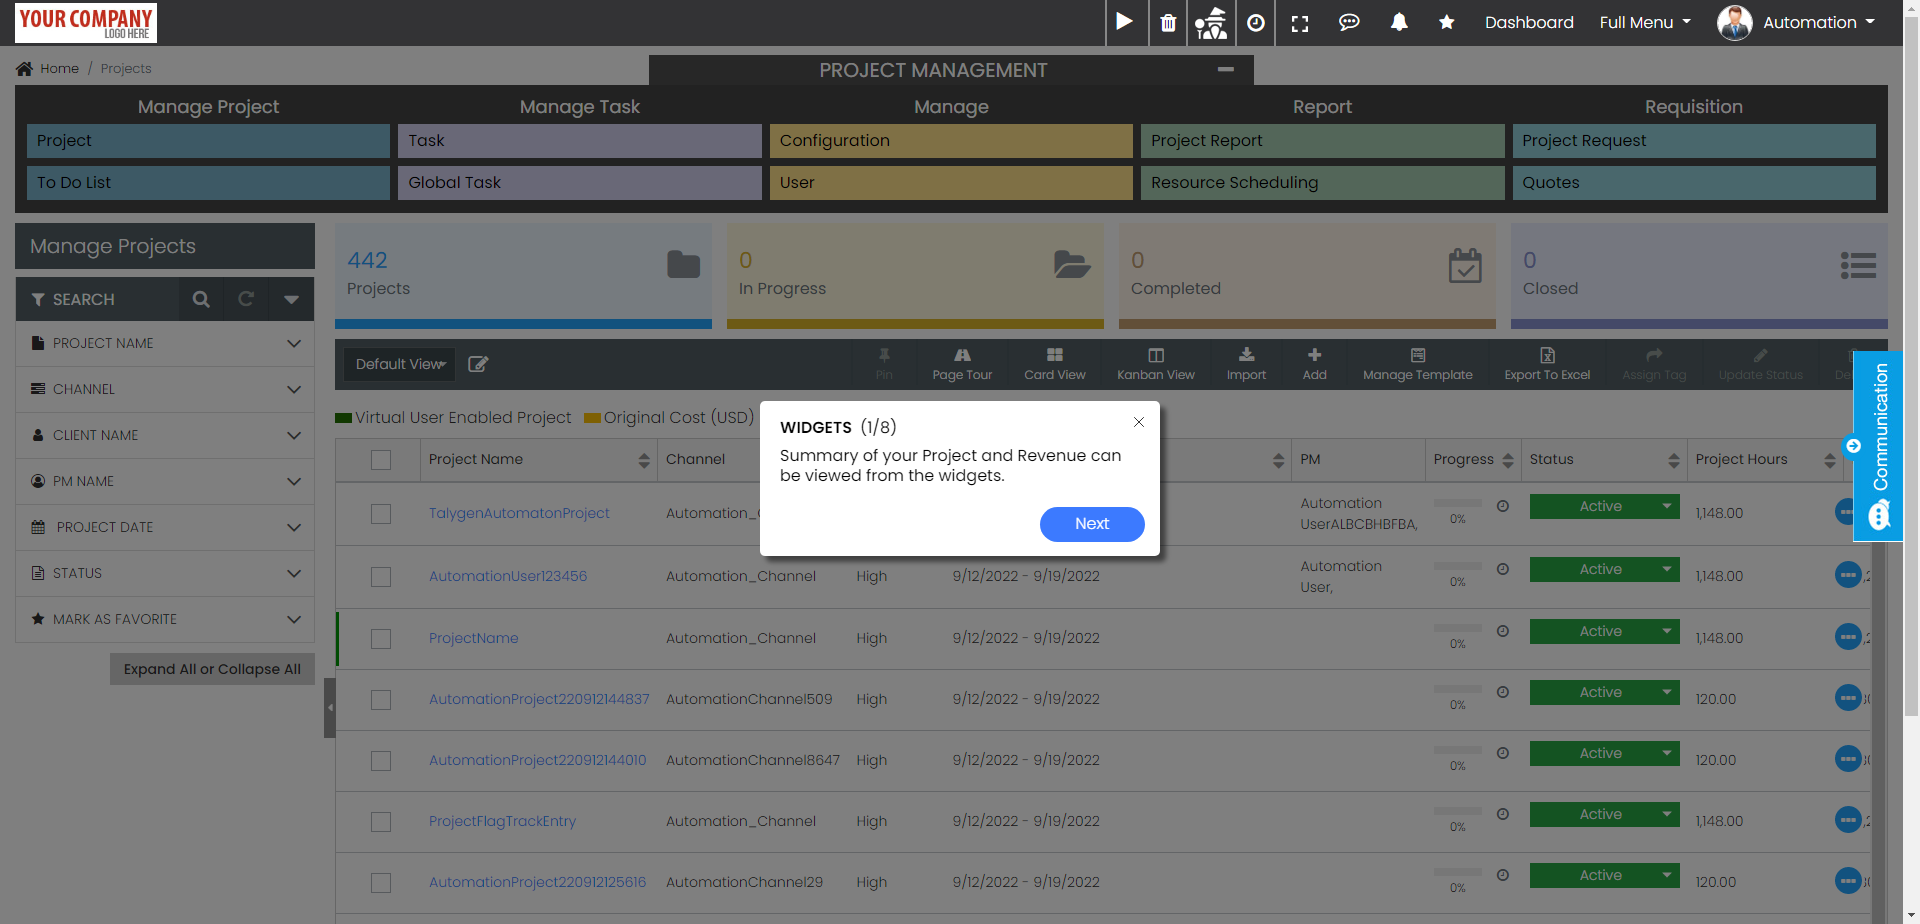 YOUR COMPANY
LOGO HERE
Dashboard
Full Menu
Automation
Home / Projects
PROJECT MANAGEMENT
Manage Project
Manage Task
Manage
Report
Requisition
Project
Task
Configuration
Project Report
Project Request
To Do List
Global Task
User
Resource Scheduling
Quotes
Manage Projects
442
Projects
0
In Progress
0
Completed
0
Closed
SEARCH
PROJECT NAME
CHANNEL
CLIENT NAME
PM NAME
PROJECT DATE
STATUS
MARK AS FAVORITE
Expand All or Collapse All
Default View
Pin
Page Tour
Card View
Kanban View
Import
Add
Manage Template
Export To Excel
Assign Tag
Update Status
Communication
Virtual User Enabled Project
Original Cost (USD)
WIDGETS (1/8)
Summary of your Project and Revenue can
be viewed from the widgets.
Next
Project Name
Channel
PM
Progress
Status
Project Hours
TalygenAutomatonProject
Automation_
Automation
UserALBCBHBFBA,
0%
Active
1,148.00
AutomationUser123456
Automation_Channel
High
9/12/2022 - 9/19/2022
Automation
User,
0%
Active
1,148.00
ProjectName
Automation_Channel
High
9/12/2022 - 9/19/2022
0%
Active
1,148.00
AutomationProject220912144837
AutomationChannel509
High
9/12/2022 - 9/19/2022
0%
Active
120.00
AutomationProject220912144010
AutomationChannel8647
High
9/12/2022 - 9/19/2022
0%
Active
120.00
ProjectFlagTrackEntry
Automation_Channel
High
9/12/2022 - 9/19/2022
0%
Active
1,148.00
AutomationProject220912125616
AutomationChannel29
High
9/12/2022 - 9/19/2022
0%
Active
120.00